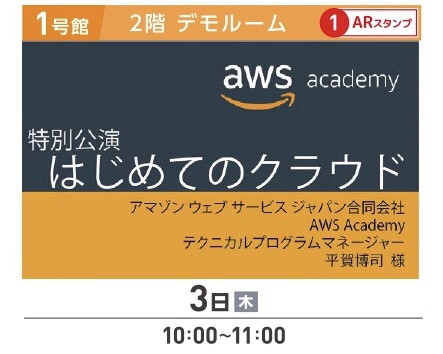 1号館 2階 デモルーム 1 ARスタンプ
aws academy
特別公演
はじめてのクラウド
アマゾン ウェブ サービス ジャパン合同会社
AWS Academy
テクニカルプログラムマネージャー
平賀博司 様
3日 木
10:00~11:00